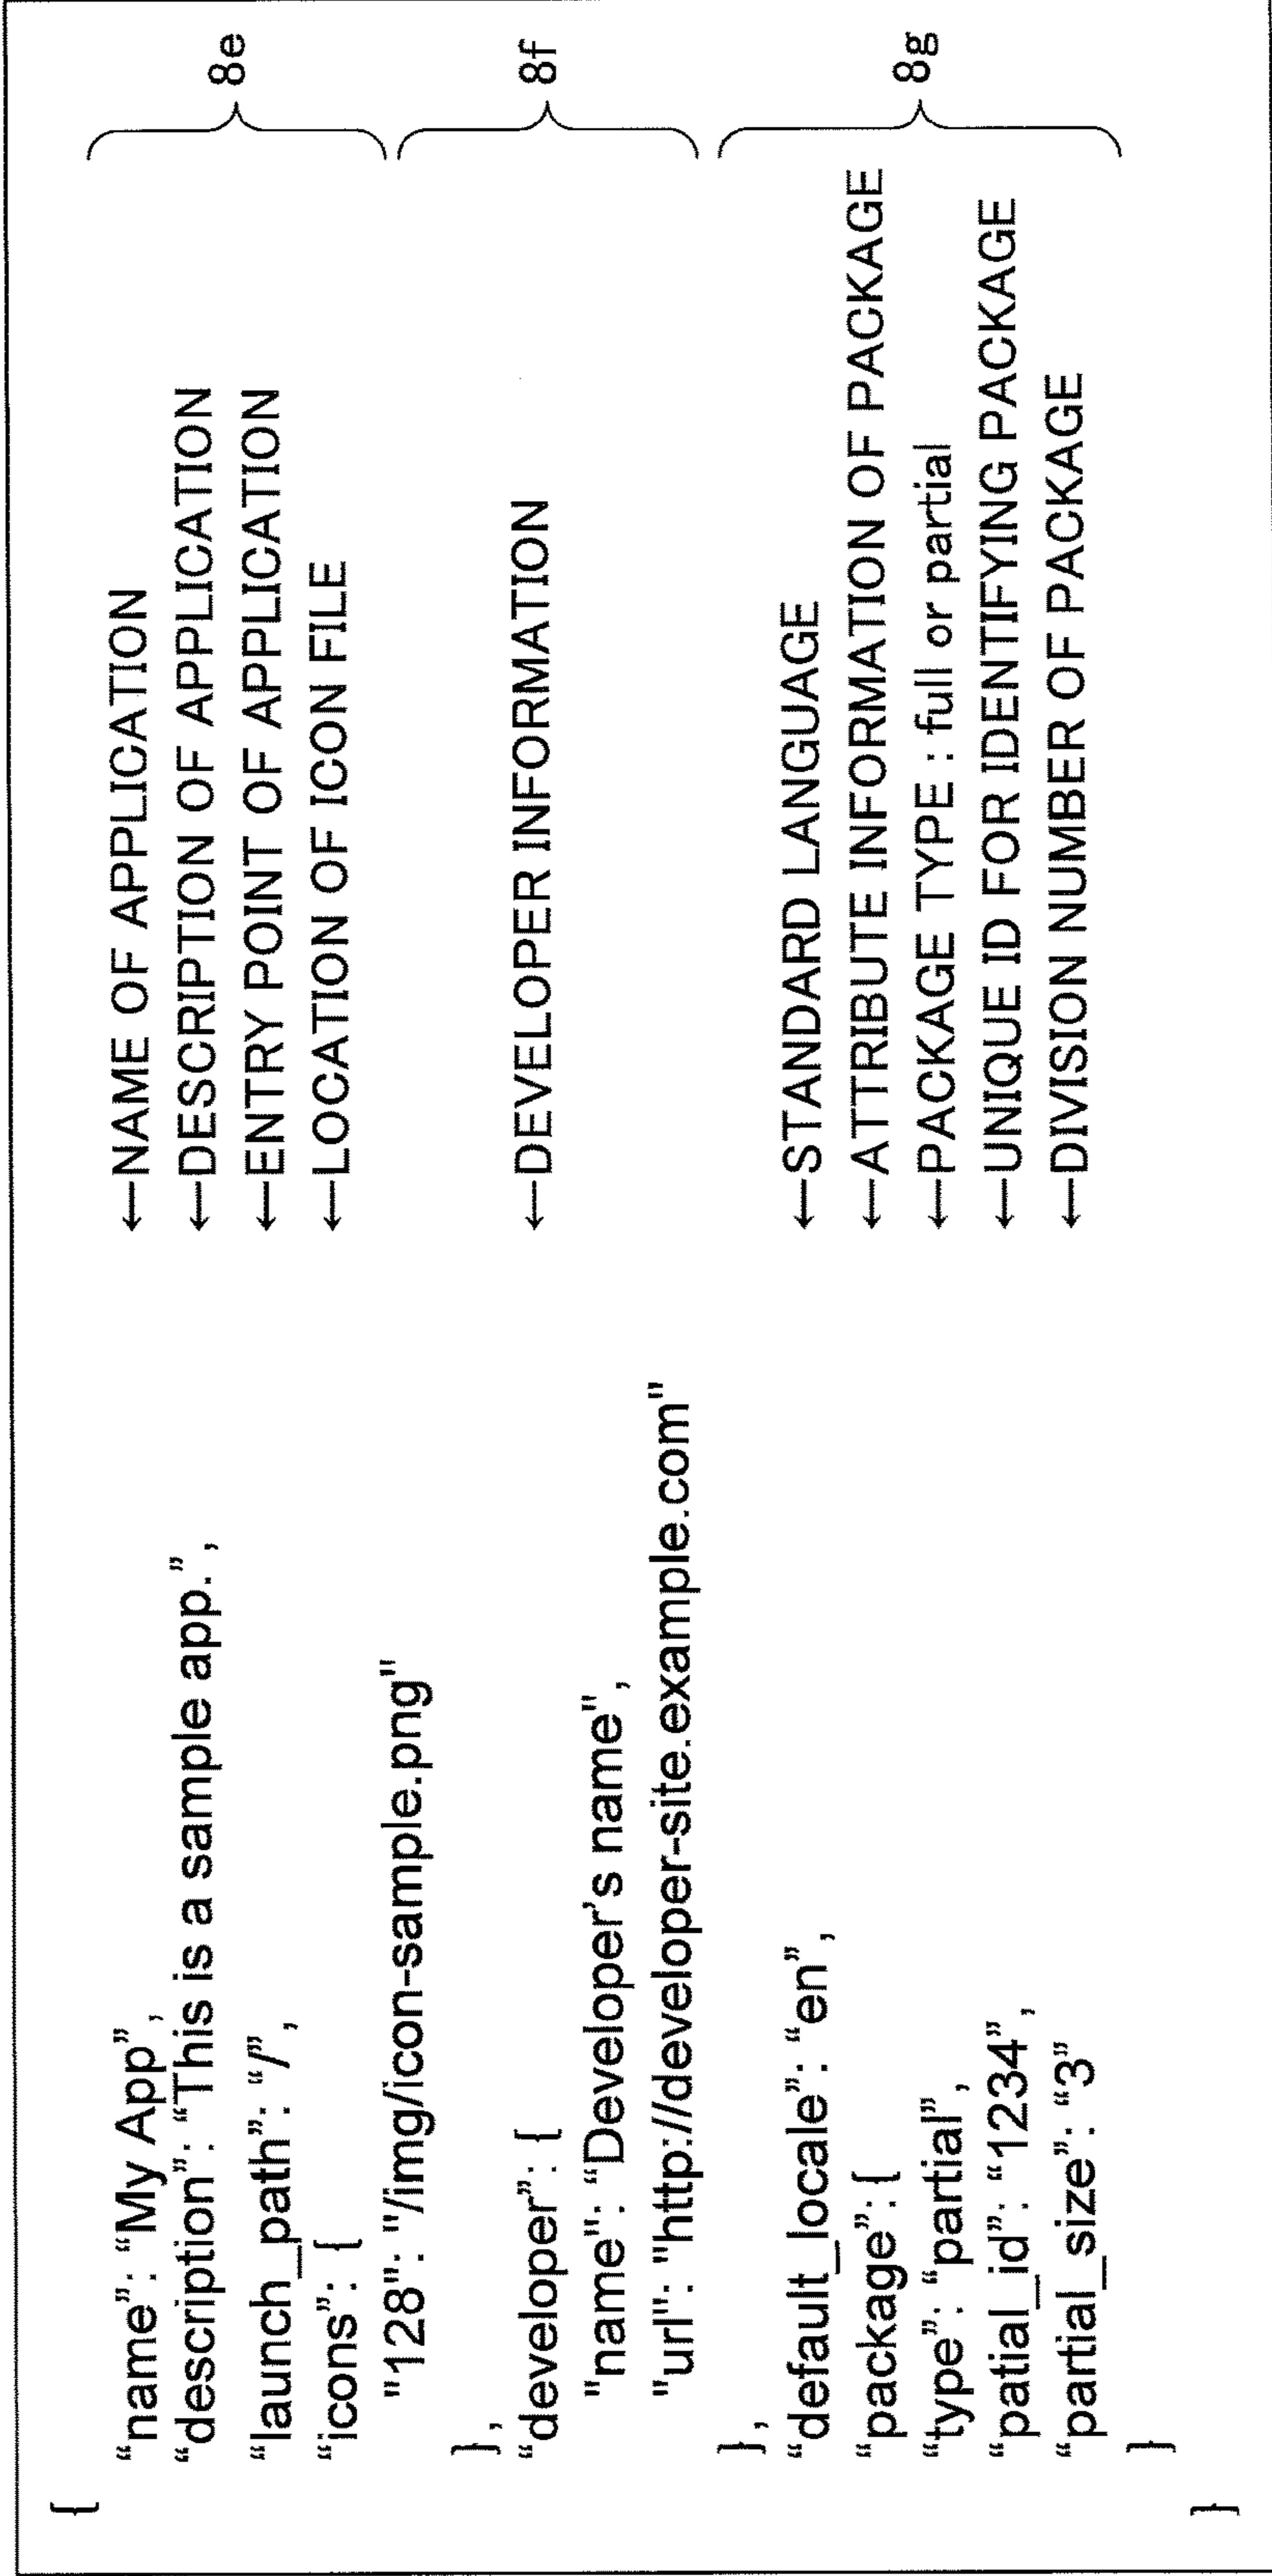 {
“name”: “My App”, ←NAME OF APPLICATION
“description”: “This is a sample app.”, ←DESCRIPTION OF APPLICATION
“launch_path”: “/”, ←ENTRY POINT OF APPLICATION
“icons”: { ←LOCATION OF ICON FILE
"128": "/img/icon-sample.png"
},
8e
“developer”: { ←DEVELOPER INFORMATION
"name": “Developer’s name",
"url": "http://developer-site.example.com"
},
8f
“default_locale”: “en”, ←STANDARD LANGUAGE
“package”: { ←ATTRIBUTE INFORMATION OF PACKAGE
“type”: “partial”, ←PACKAGE TYPE : full or partial
“patial_id”: “1234”, ←UNIQUE ID FOR IDENTIFYING PACKAGE
“partial_size”: “3” ←DIVISION NUMBER OF PACKAGE
}
8g
}